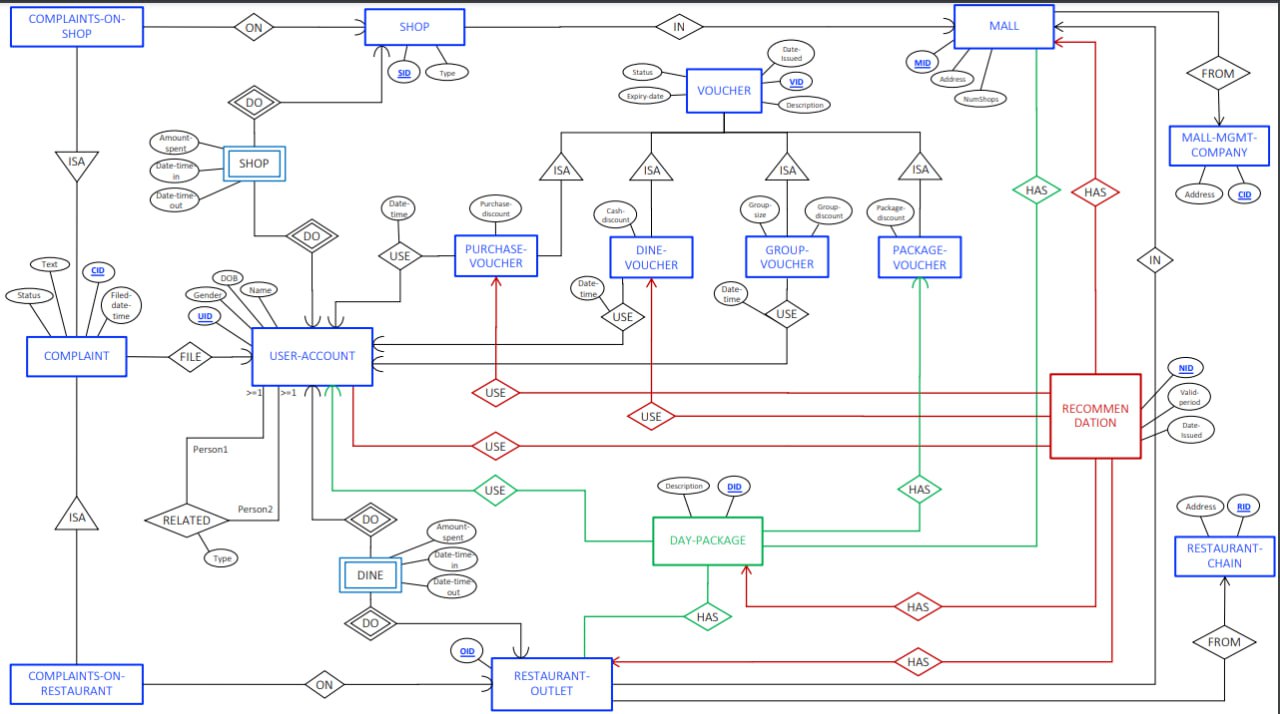 COMPLAINTS-ON-
SHOP
ON
SHOP
SID
Type
IN
MALL
MID
Address
NumShops
FROM
MALL-MGMT-
COMPANY
Address
CID
Status
Expiry-date
VOUCHER
Date-
Issued
VID
Description
DO
Amount-
spent
Date-time
in
Date-time
out
SHOP
DO
ISA
ISA
ISA
ISA
ISA
HAS
HAS
Date-
time
USE
Purchase-
discount
PURCHASE-
VOUCHER
Cash-
discount
DINE-
VOUCHER
Date-
time
USE
Group-
size
Group-
discount
GROUP-
VOUCHER
Date-
time
USE
Package-
discount
PACKAGE-
VOUCHER
IN
Status
Text
CID
Filed-
date-
time
COMPLAINT
FILE
UID
Gender
DOB
Name
USER-ACCOUNT
>=1
>=1
Person1
Person2
RELATED
Type
USE
USE
USE
USE
RECOMMEN
DATION
NID
Valid-
period
Date-
Issued
HAS
Description
DID
DAY-PACKAGE
HAS
HAS
HAS
ISA
DO
DINE
Amount-
spent
Date-time
in
Date-time
out
DO
Address
RID
RESTAURANT-
CHAIN
FROM
COMPLAINTS-ON-
RESTAURANT
ON
OID
RESTAURANT-
OUTLET